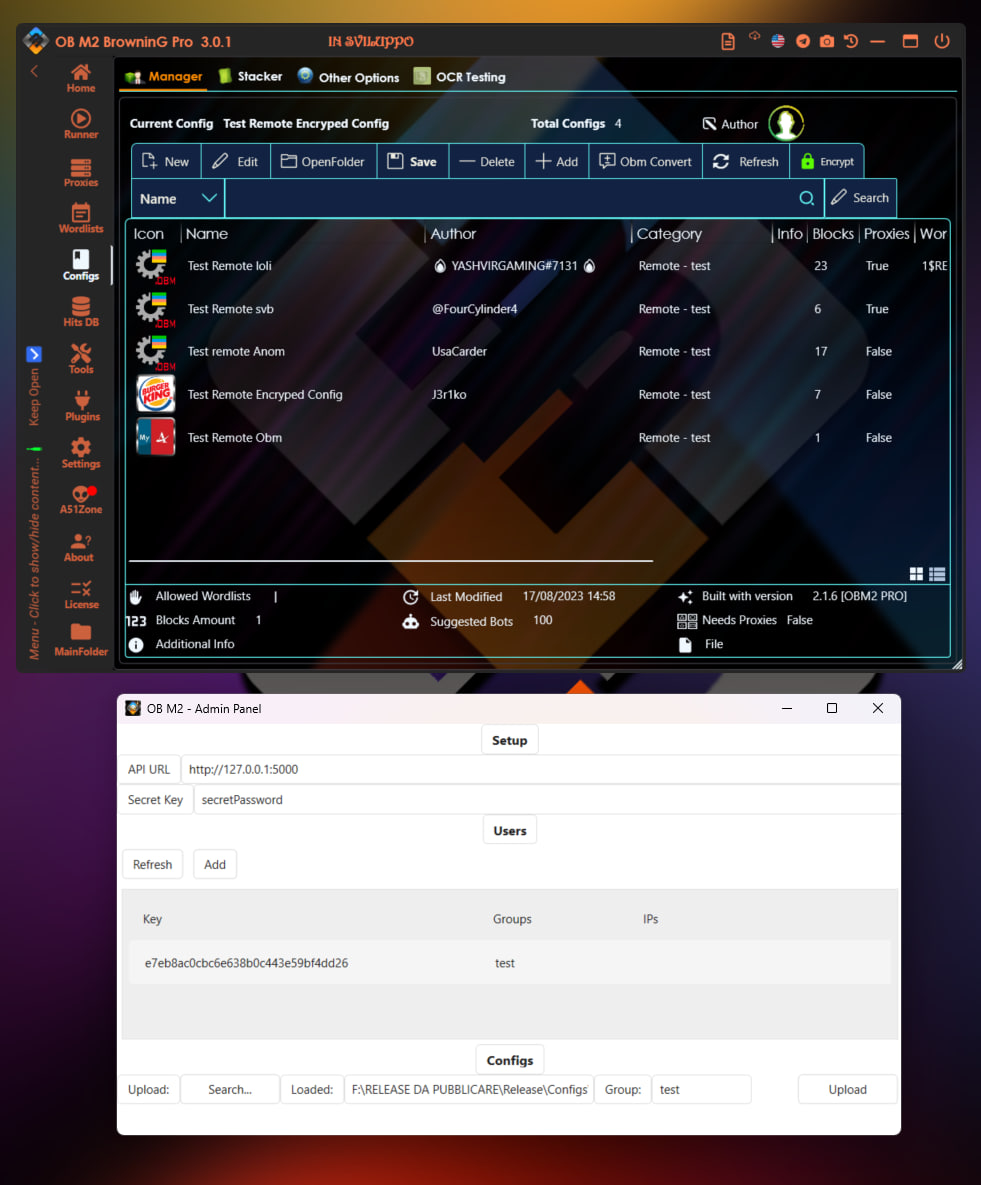 OB M2 BrowninG Pro 3.0.1 IN SVILUPPO
Home
Runner
Proxies
Wordlists
Configs
Hits DB
Tools
Plugins
Settings
A51Zone
About
License
MainFolder
Keep Open
Menu - Click to show/hide content...
Manager Stacker Other Options OCR Testing
Current Config Test Remote Encryped Config Total Configs 4 Author
New Edit OpenFolder Save Delete Add Obm Convert Refresh Encrypt
Name Search
Icon Name Author Category Info Blocks Proxies Wor
.OBM Test Remote loli YASHVIRGAMING#7131 Remote - test 23 True 1$RE
.OBM Test Remote svb @FourCylinder4 Remote - test 6 True
.OBM Test remote Anom UsaCarder Remote - test 17 False
BURGER KING Test Remote Encryped Config J3r1ko Remote - test 7 False
My A Test Remote Obm Remote - test 1 False
Allowed Wordlists | Last Modified 17/08/2023 14:58 Built with version 2.1.6 [OBM2 PRO]
123 Blocks Amount 1 Suggested Bots 100 Needs Proxies False
Additional Info File
OB M2 - Admin Panel
Setup
API URL http://127.0.0.1:5000
Secret Key secretPassword
Users
Refresh Add
Key Groups IPs
e7eb8ac0cbc6e638b0c443e59bf4dd26 test
Configs
Upload: Search... Loaded: F:\RELEASE DA PUBBLICARE\Release\Configs\ Group: test Upload